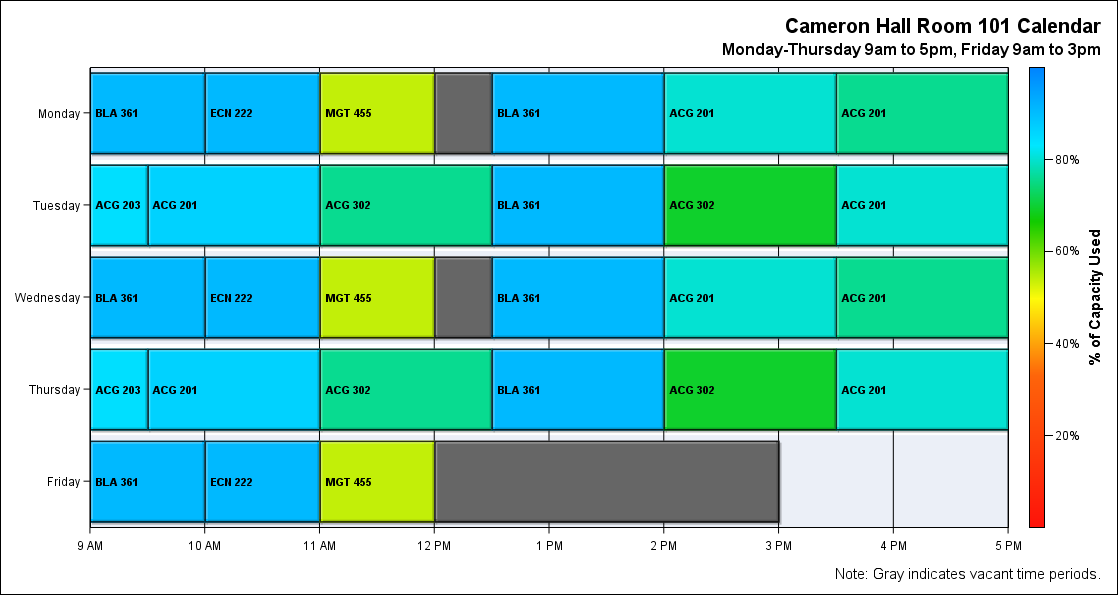 Cameron Hall Room 101 Calendar
Monday-Thursday 9am to 5pm, Friday 9am to 3pm
Monday BLA 361 ECN 222 MGT 455 BLA 361 ACG 201 ACG 201
Tuesday ACG 203 ACG 201 ACG 302 BLA 361 ACG 302 ACG 201
Wednesday BLA 361 ECN 222 MGT 455 BLA 361 ACG 201 ACG 201
Thursday ACG 203 ACG 201 ACG 302 BLA 361 ACG 302 ACG 201
Friday BLA 361 ECN 222 MGT 455
9 AM 10 AM 11 AM 12 PM 1 PM 2 PM 3 PM 4 PM 5 PM
80%
60%
40%
20%
% of Capacity Used
Note: Gray indicates vacant time periods.